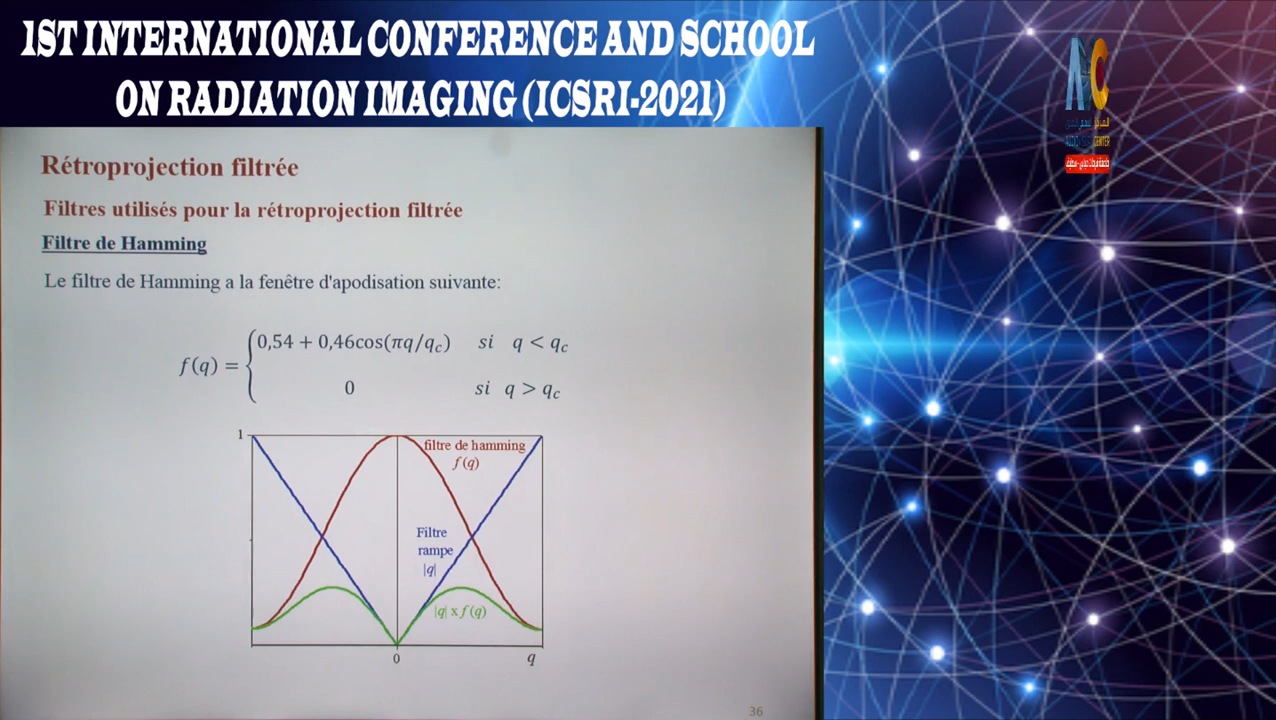 1ST INTERNATIONAL CONFERENCE AND SCHOOL
ON RADIATION IMAGING (ICSRI-2021)
Rétroprojection filtrée
Filtres utilisés pour la rétroprojection filtrée
Filtre de Hamming
Le filtre de Hamming a la fenêtre d'apodisation suivante:
0,54 + 0,46cos(πq/q_c) si q < q_c
f(q) =
0 si q > q_c
1
filtre de hamming
f(q)
Filtre
rampe
|q|
|q| x f(q)
0
q
36